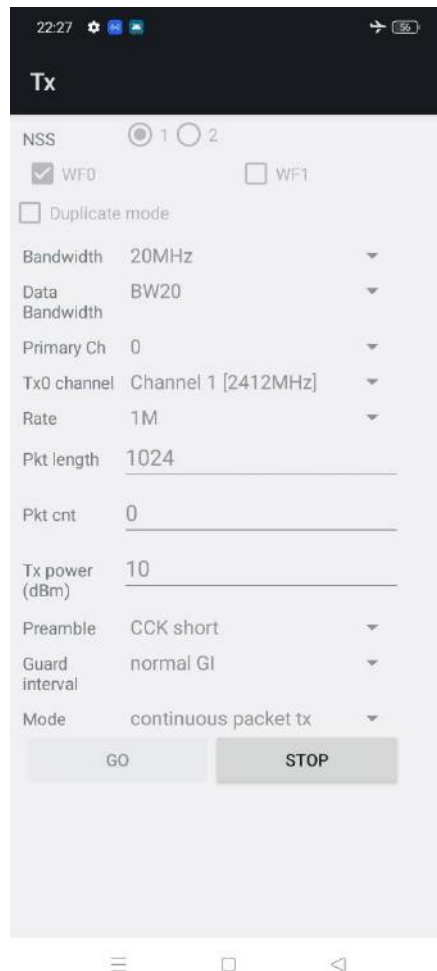 22:27
56
Tx
NSS 1 2
WF0 WF1
Duplicate mode
Bandwidth 20MHz
Data Bandwidth BW20
Primary Ch 0
Tx0 channel Channel 1 [2412MHz]
Rate 1M
Pkt length 1024
Pkt cnt 0
Tx power (dBm) 10
Preamble CCK short
Guard interval normal GI
Mode continuous packet tx
GO STOP